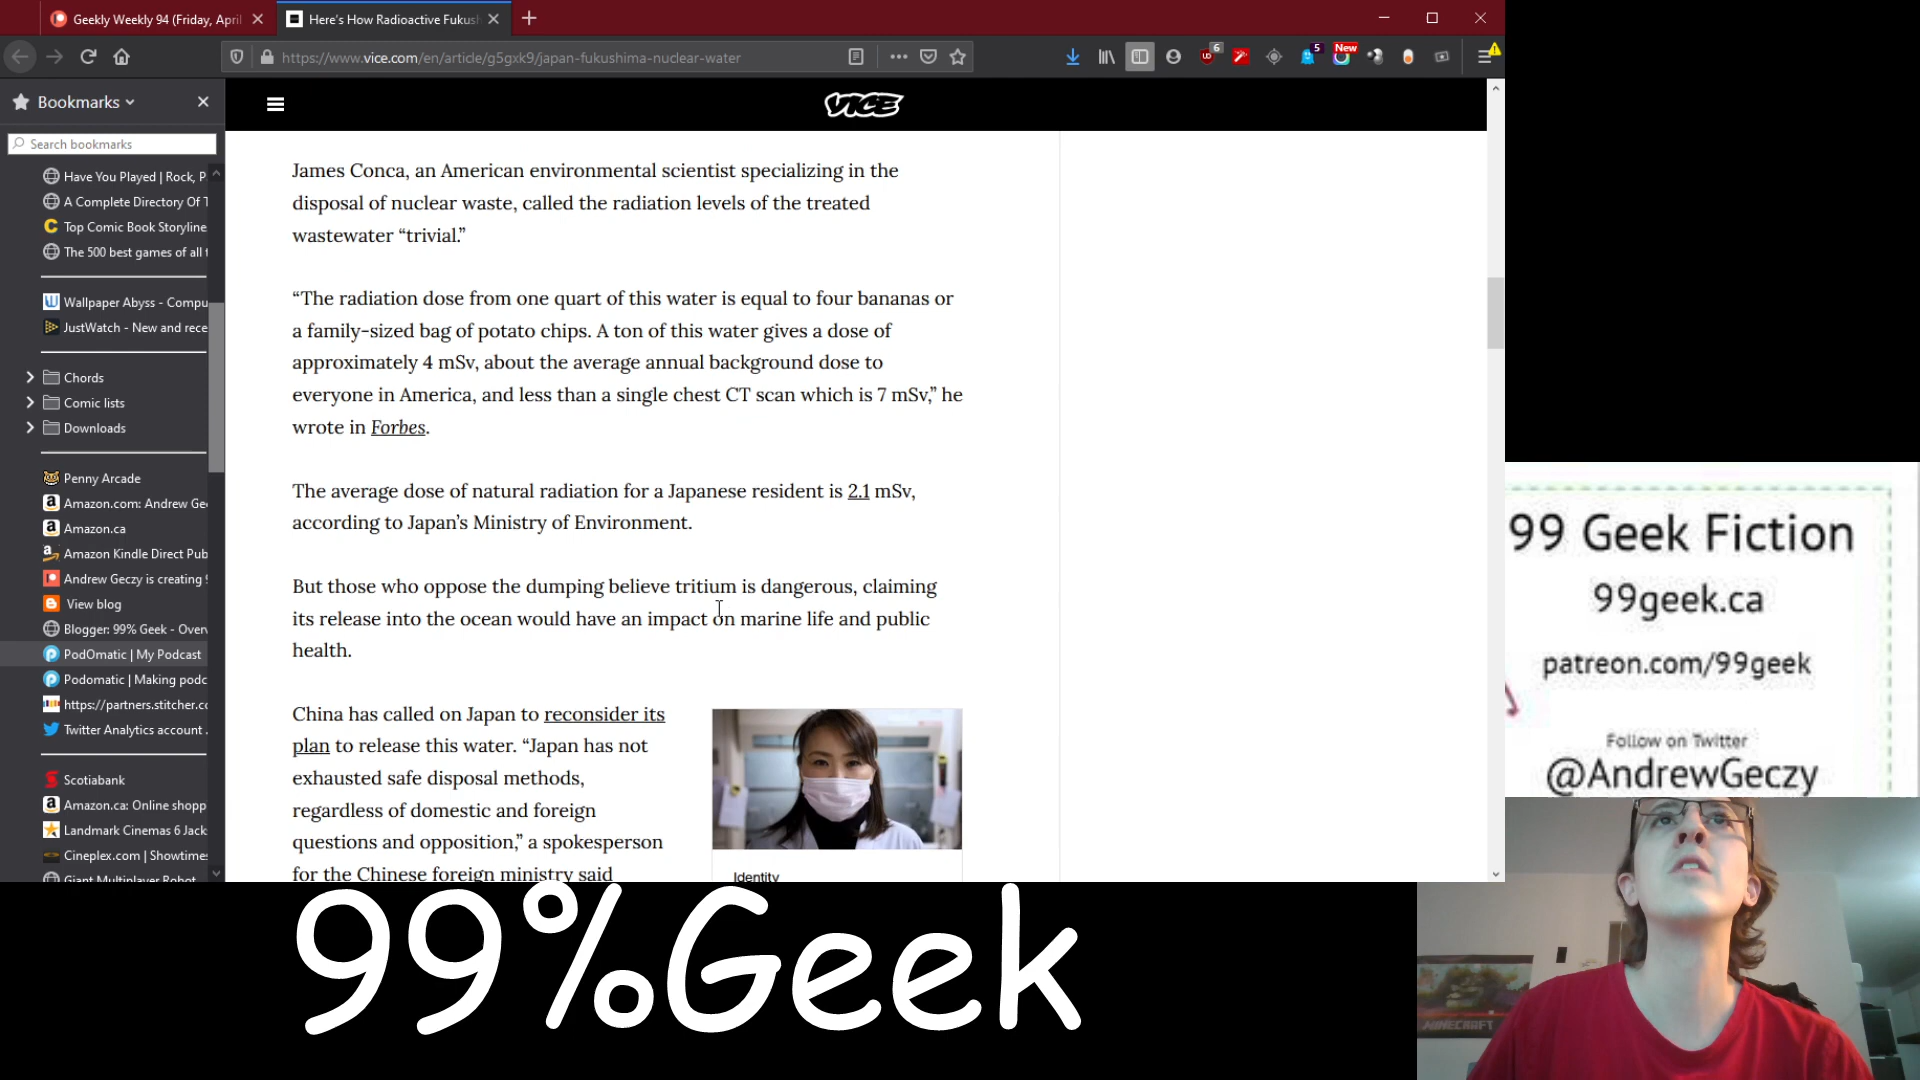 Geekly Weekly 94 (Friday, April
Here's How Radioactive Fukus
https://www.vice.com/en/article/g5gxk9/japan-fukushima-nuclear-water
6
5
New
Bookmarks
Search bookmarks
Have You Played | Rock, P
A Complete Directory Of T
Top Comic Book Storyline
The 500 best games of all t
Wallpaper Abyss - Compu
JustWatch - New and rece
Chords
Comic lists
Downloads
Penny Arcade
Amazon.com: Andrew Ge
Amazon.ca
Amazon Kindle Direct Pub
Andrew Geczy is creating 9
View blog
Blogger: 99% Geek - Overv
PodOmatic | My Podcast
Podomatic | Making podc
https://partners.stitcher.co
Twitter Analytics account .
Scotiabank
Amazon.ca: Online shopp
Landmark Cinemas 6 Jack
Cineplex.com | Showtimes
Giant Multiplayer Robot
VICE
James Conca, an American environmental scientist specializing in the
disposal of nuclear waste, called the radiation levels of the treated
wastewater “trivial.”
“The radiation dose from one quart of this water is equal to four bananas or
a family-sized bag of potato chips. A ton of this water gives a dose of
approximately 4 mSv, about the average annual background dose to
everyone in America, and less than a single chest CT scan which is 7 mSv,” he
wrote in Forbes.
The average dose of natural radiation for a Japanese resident is 2.1 mSv,
according to Japan’s Ministry of Environment.
But those who oppose the dumping believe tritium is dangerous, claiming
its release into the ocean would have an impact on marine life and public
health.
China has called on Japan to reconsider its
plan to release this water. “Japan has not
exhausted safe disposal methods,
regardless of domestic and foreign
questions and opposition,” a spokesperson
for the Chinese foreign ministry said
Identity
99 Geek Fiction
99geek.ca
patreon.com/99geek
Follow on Twitter
@AndrewGeczy
MINECRAFT
99%Geek